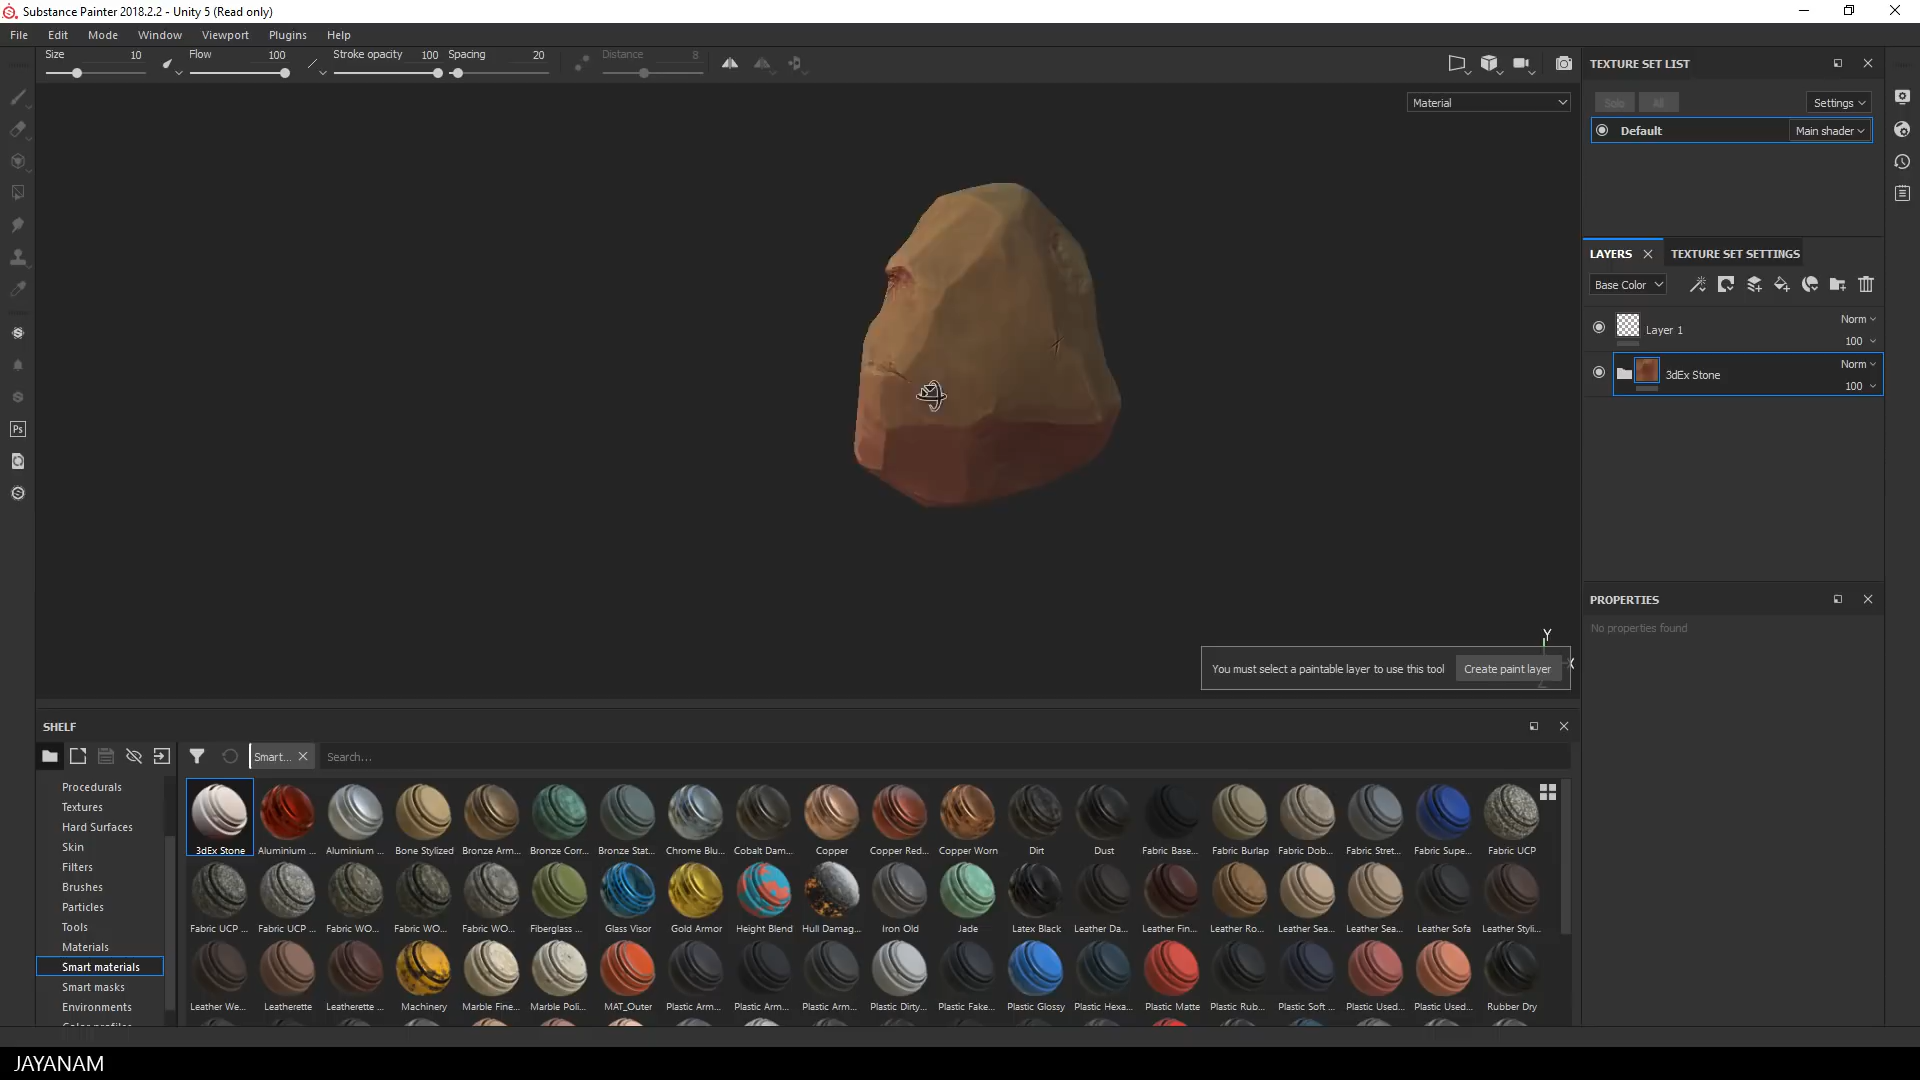 Substance Painter 2018.2.2 - Unity 5 (Read only)
File Edit Mode Window Viewport Plugins Help
Size 10 Flow 100 Stroke opacity 100 Spacing 20 Distance 8
Material
TEXTURE SET LIST
Solo All Settings
Default Main shader
LAYERS TEXTURE SET SETTINGS
Base Color
Layer 1 Norm 100
3dEx Stone Norm 100
PROPERTIES
No properties found
Y
X
Z
You must select a paintable layer to use this tool Create paint layer
SHELF
Smart... Search...
Procedurals
Textures
Hard Surfaces
Skin
Filters
Brushes
Particles
Tools
Materials
Smart materials
Smart masks
Environments
Color profiles
3dEx Stone Aluminium ... Aluminium ... Bone Stylized Bronze Arm... Bronze Corr... Bronze Stat... Chrome Blu... Cobalt Dam... Copper Copper Red... Copper Worn Dirt Dust Fabric Base... Fabric Burlap Fabric Dob... Fabric Stret... Fabric Supe... Fabric UCP
Fabric UCP ... Fabric UCP ... Fabric WO... Fabric WO... Fabric WO... Fiberglass ... Glass Visor Gold Armor Height Blend Hull Damag... Iron Old Jade Latex Black Leather Da... Leather Fin... Leather Ro... Leather Sea... Leather Sea... Leather Sofa Leather Styli...
Leather We... Leatherette Leatherette ... Machinery Marble Fine... Marble Poli... MAT_Outer Plastic Arm... Plastic Arm... Plastic Arm... Plastic Dirty... Plastic Fake... Plastic Glossy Plastic Hexa... Plastic Matte Plastic Rub... Plastic Soft ... Plastic Used... Plastic Used... Rubber Dry
Ps
JAYANAM